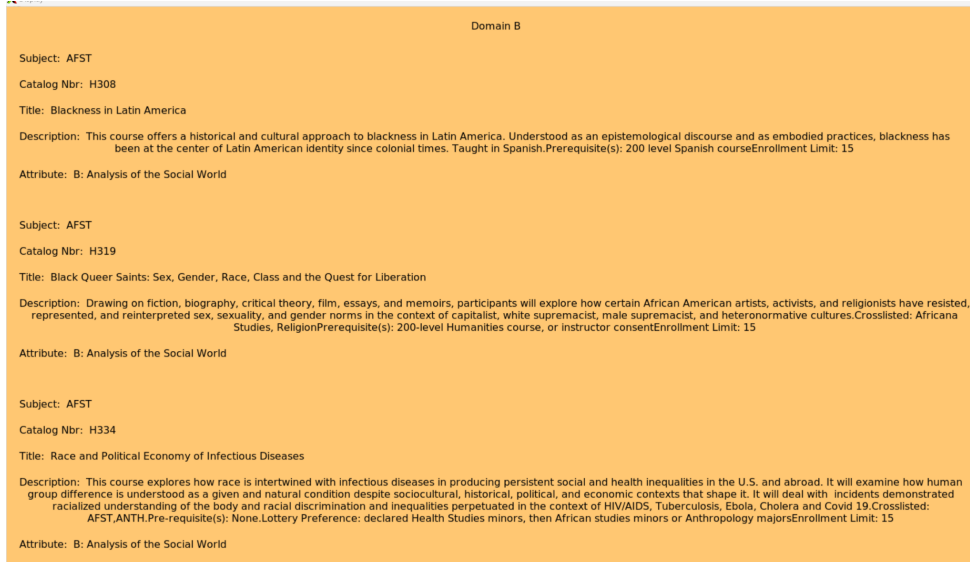 Domain B
Subject:  AFST
Catalog Nbr:  H308
Title:  Blackness in Latin America
Description:  This course offers a historical and cultural approach to blackness in Latin America. Understood as an epistemological discourse and as embodied practices, blackness has
been at the center of Latin American identity since colonial times. Taught in Spanish.Prerequisite(s): 200 level Spanish courseEnrollment Limit: 15
Attribute:  B: Analysis of the Social World
Subject:  AFST
Catalog Nbr:  H319
Title:  Black Queer Saints: Sex, Gender, Race, Class and the Quest for Liberation
Description:  Drawing on fiction, biography, critical theory, film, essays, and memoirs, participants will explore how certain African American artists, activists, and religionists have resisted,
represented, and reinterpreted sex, sexuality, and gender norms in the context of capitalist, white supremacist, male supremacist, and heteronormative cultures.Crosslisted: Africana
Studies, ReligionPrerequisite(s): 200-level Humanities course, or instructor consentEnrollment Limit: 15
Attribute:  B: Analysis of the Social World
Subject:  AFST
Catalog Nbr:  H334
Title:  Race and Political Economy of Infectious Diseases
Description:  This course explores how race is intertwined with infectious diseases in producing persistent social and health inequalities in the U.S. and abroad. It will examine how human
group difference is understood as a given and natural condition despite sociocultural, historical, political, and economic contexts that shape it. It will deal with  incidents demonstrated
racialized understanding of the body and racial discrimination and inequalities perpetuated in the context of HIV/AIDS, Tuberculosis, Ebola, Cholera and Covid 19.Crosslisted:
AFST,ANTH.Pre-requisite(s): None.Lottery Preference: declared Health Studies minors, then African studies minors or Anthropology majorsEnrollment Limit: 15
Attribute:  B: Analysis of the Social World